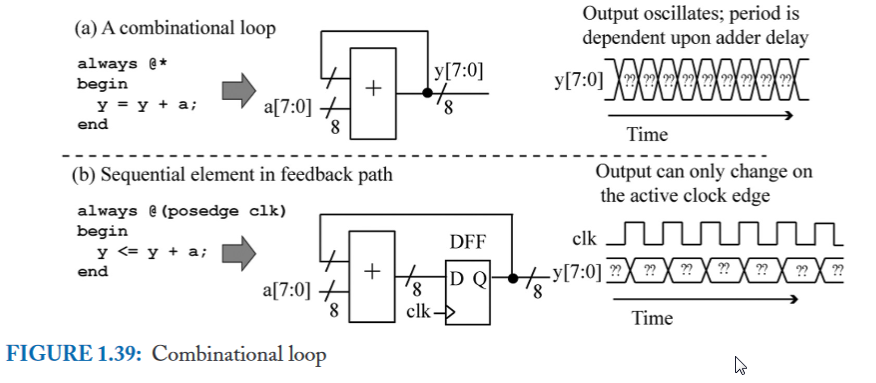 (a) A combinational loop
always @*
begin
y = y + a;
end
a[7:0]
8
+
y[7:0]
8
Output oscillates; period is
dependent upon adder delay
y[7:0]
?? ?? ?? ?? ?? ?? ?? ?? ??
Time
(b) Sequential element in feedback path
always @(posedge clk)
begin
y <= y + a;
end
a[7:0]
8
+
8
DFF
D Q
clk
8
Output can only change on
the active clock edge
clk
y[7:0] ?? ?? ?? ?? ?? ?? ??
Time
FIGURE 1.39: Combinational loop